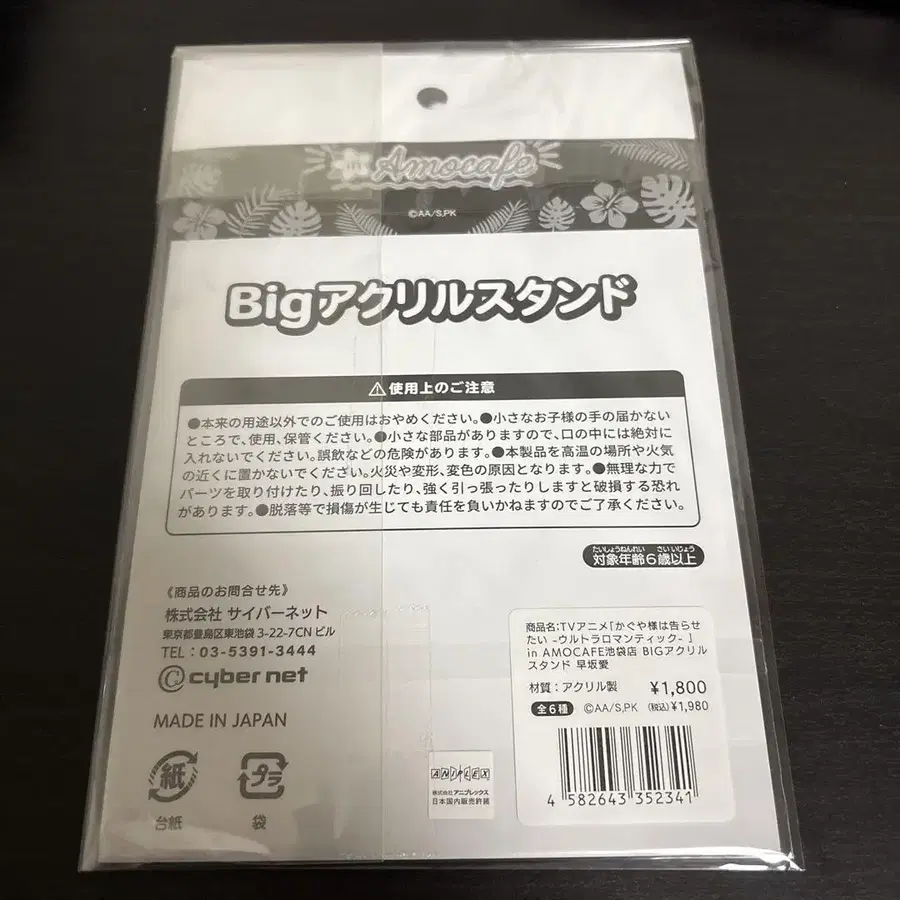 Amocafe
©AA/S,PK
Bigアクリルスタンド
⚠使用上のご注意
●本来の用途以外でのご使用はおやめください。●小さなお子様の手の届かない
ところで、使用、保管ください。●小さな部品がありますので、口の中には絶対に
入れないでください。誤飲などの危険があります。●本製品を高温の場所や火気
の近くに置かないでください。火災や変形、変色の原因となります。●無理な力で
パーツを取り付けたり、振り回したり、強く引っ張ったりしますと破損する恐れ
があります。●脱落等で損傷が生じても責任を負いかねますのでご了承ください。
たいしょうねんれい さいいじょう
対象年齢6歳以上
《商品のお問合せ先》
株式会社 サイバーネット
東京都豊島区東池袋 3-22-7CN ビル
TEL：03-5391-3444
cyber net
MADE IN JAPAN
紙
台紙
プラ
袋
ANIPLEX
株式会社 アニプレックス
日本国内販売許諾
商品名:TVアニメ「かぐや様は告らせ
たい -ウルトラロマンティック- 」
in AMOCAFE池袋店 BIGアクリル
スタンド 早坂愛
材質：アクリル製 ¥1,800
全6種 ©AA/S,PK (税込)¥1,980
4 582643 352341